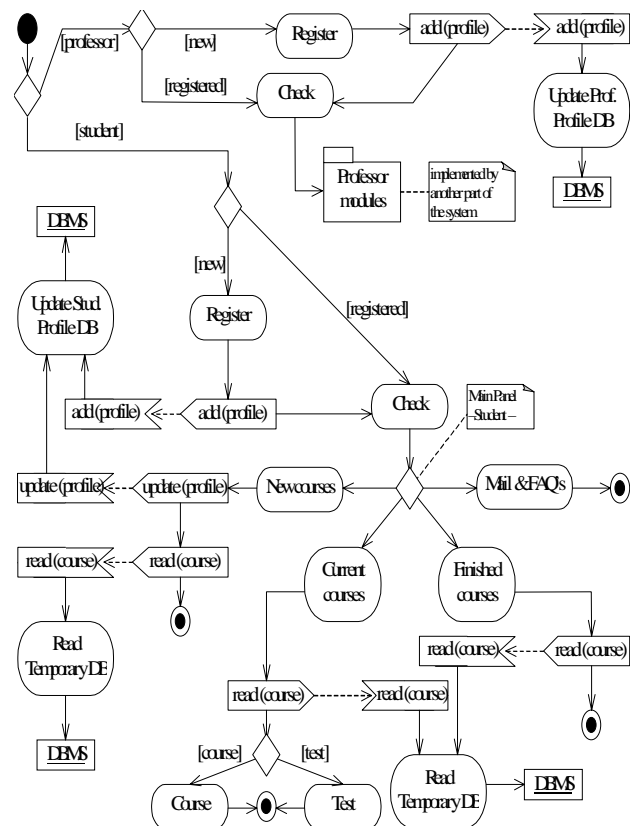 [professor]
[new]
Register
add (profile)
add (profile)
[registered]
Check
Update Prof.
Profile DB
[student]
Professor
modules
implemented by
another part of
the system
DBMS
DBMS
[new]
Update Stud.
Profile DB
Register
[registered]
add (profile)
add (profile)
Check
Main Panel
–Student –
update (profile)
update (profile)
New courses
Mail & FAQ's
read (course)
read (course)
Current
courses
Finished
courses
Read
Temporary DB
read (course)
read (course)
read (course)
read (course)
DBMS
[course]
[test]
Read
Temporary DB
DBMS
Course
Test